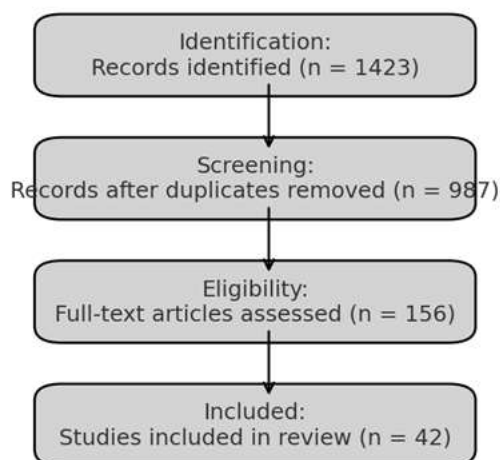 Identification:
Records identified (n = 1423)
Screening:
Records after duplicates removed (n = 987)
Eligibility:
Full-text articles assessed (n = 156)
Included:
Studies included in review (n = 42)